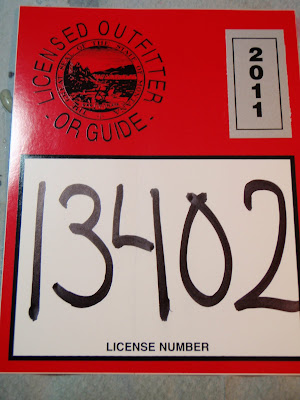 LICENSED OUTFITTER
- OR GUIDE -
2011
13402
LICENSE NUMBER